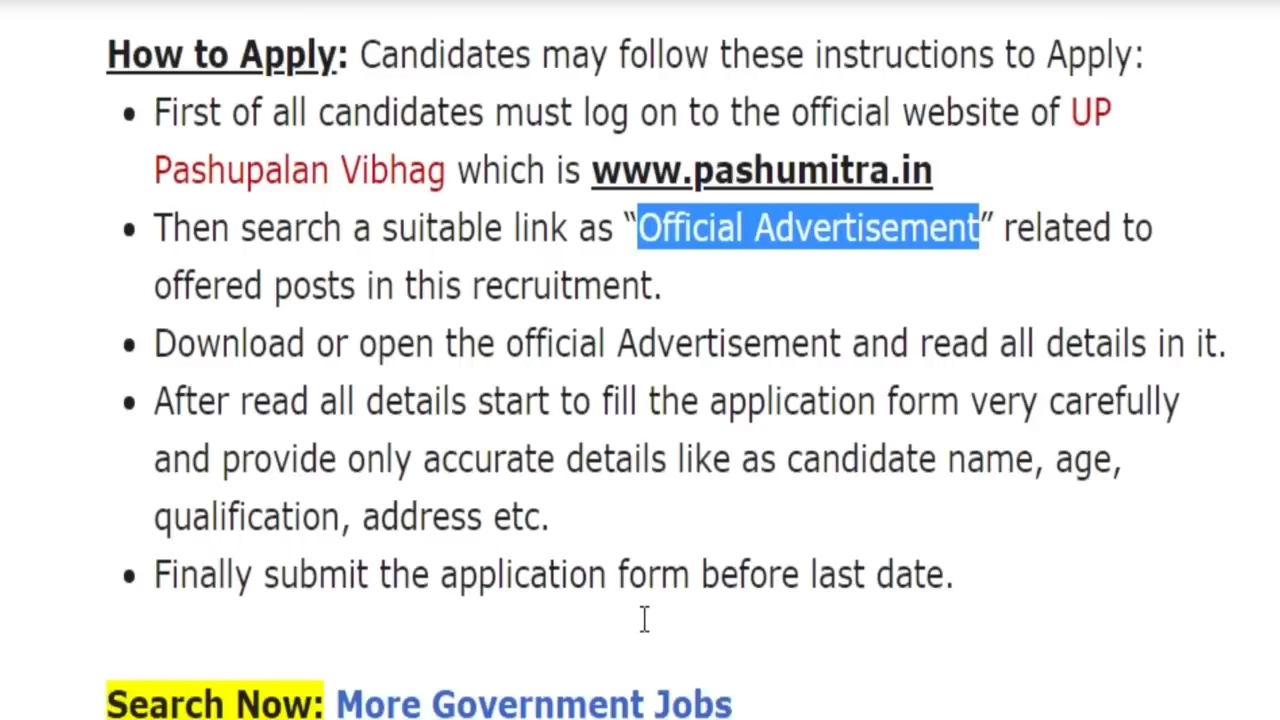 How to Apply: Candidates may follow these instructions to Apply:
• First of all candidates must log on to the official website of UP
Pashupalan Vibhag which is www.pashumitra.in
• Then search a suitable link as “Official Advertisement” related to
offered posts in this recruitment.
• Download or open the official Advertisement and read all details in it.
• After read all details start to fill the application form very carefully
and provide only accurate details like as candidate name, age,
qualification, address etc.
• Finally submit the application form before last date.
Search Now: More Government Jobs